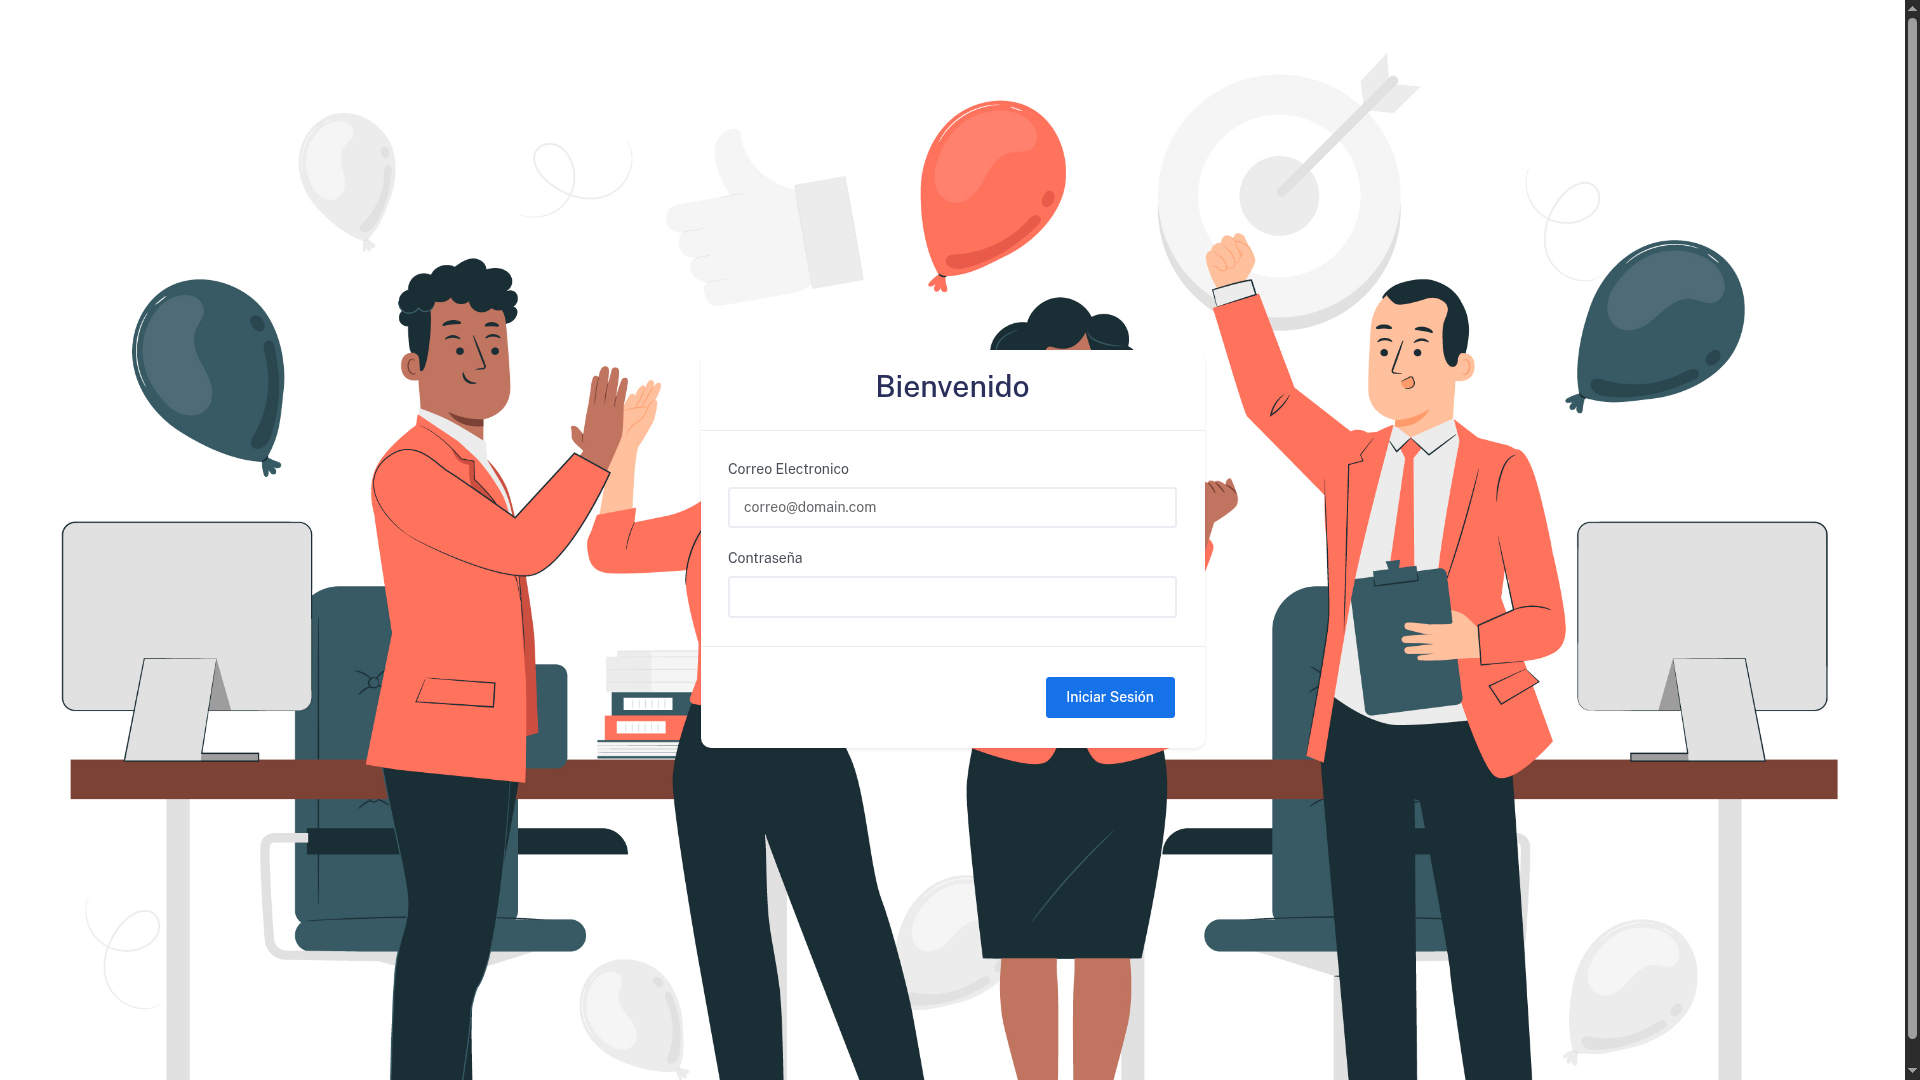 Bienvenido
Correo Electronico
correo@domain.com
Contraseña
Iniciar Sesión